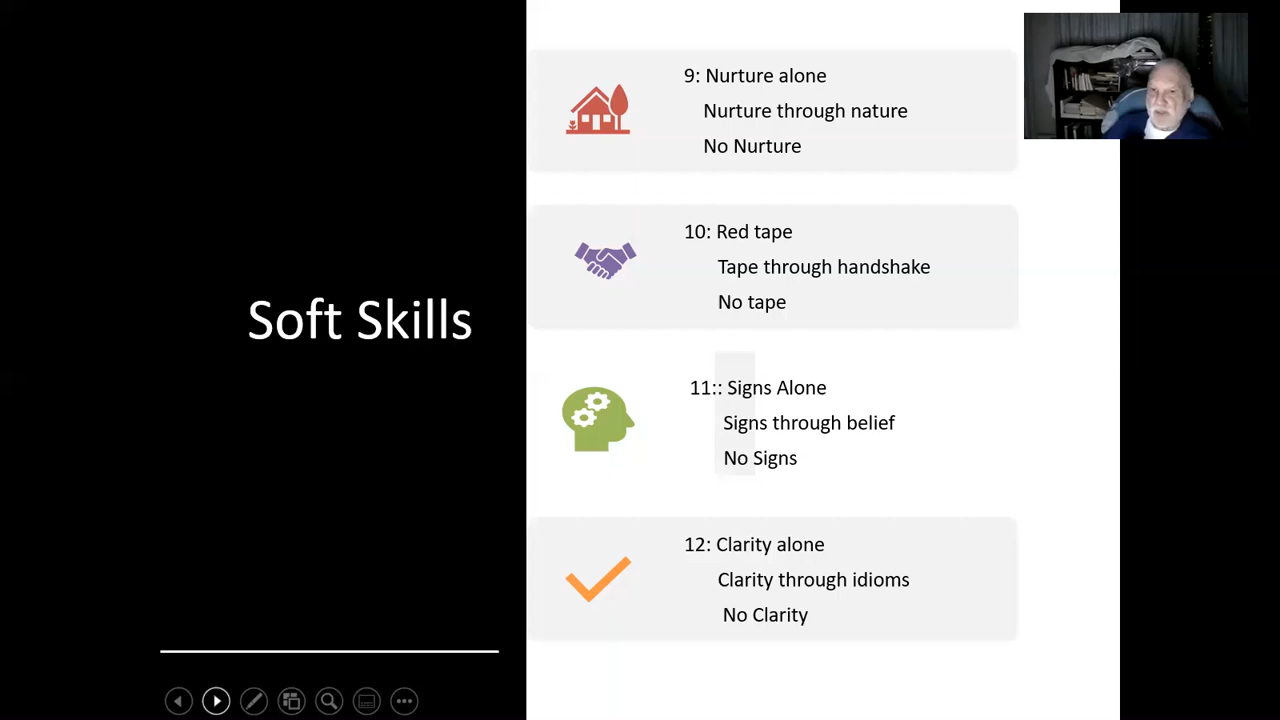 Soft Skills
9: Nurture alone
Nurture through nature
No Nurture
10: Red tape
Tape through handshake
No tape
11:: Signs Alone
Signs through belief
No Signs
12: Clarity alone
Clarity through idioms
No Clarity